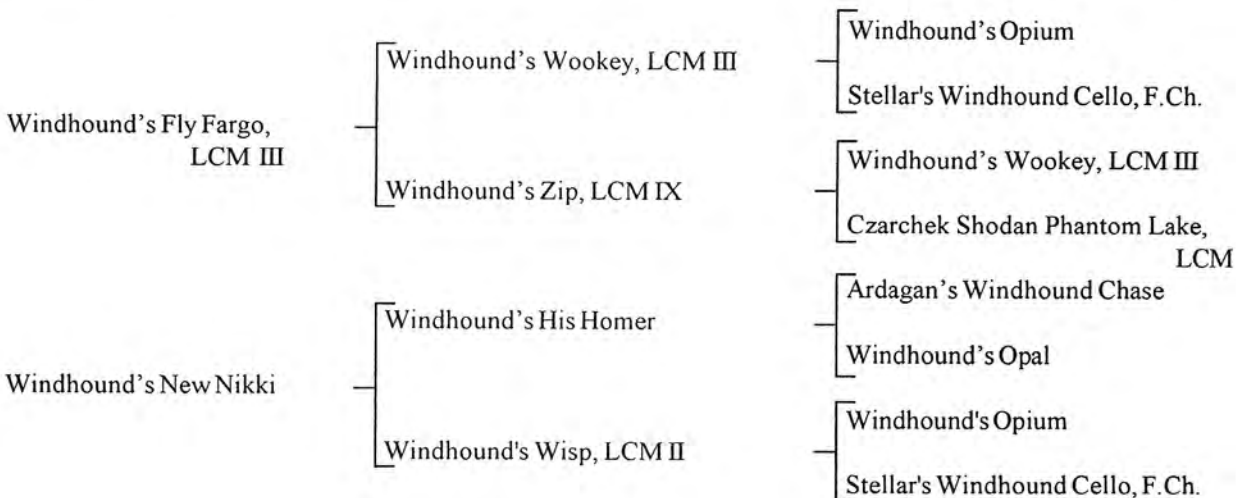 Windhound’s Opium
Windhound’s Wookey, LCM III
Stellar's Windhound Cello, F.Ch.
Windhound’s Fly Fargo,
LCM III
Windhound’s Wookey, LCM III
Windhound’s Zip, LCM IX
Czarchek Shodan Phantom Lake,
LCM
Ardagan’s Windhound Chase
Windhound’s His Homer
Windhound’s Opal
Windhound’s New Nikki
Windhound's Opium
Windhound's Wisp, LCM II
Stellar's Windhound Cello, F.Ch.